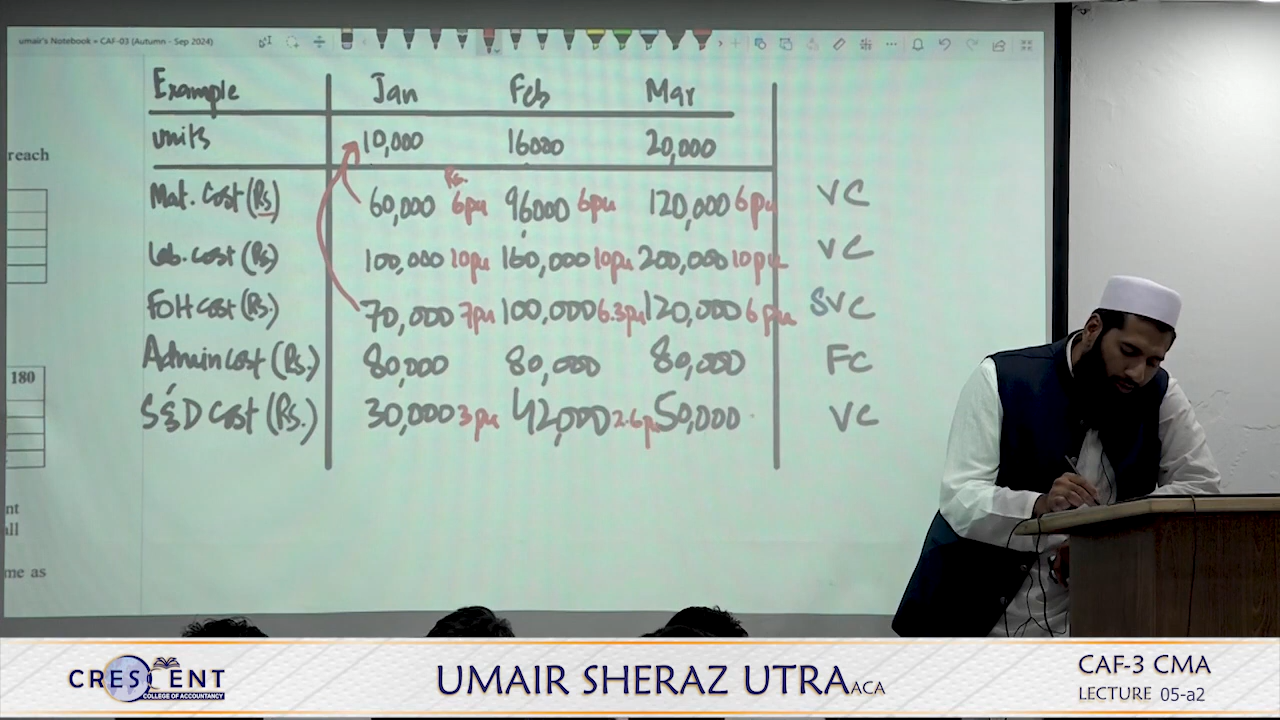 umair's Notebook » CAF-03 (Autumn - Sep 2024)
Example Jan Feb Mar
units 10,000 16000 20,000
Rs.
Mat. Cost (Rs) 60,000 6pu 96000 6pu 120,000 6pu VC
Lab. Cost (Rs) 100,000 10pu 160,000 10pu 200,000 10pu VC
FOH Cost (Rs.) 70,000 7pu 100,000 6.3pu 120,000 6pu SVC
Admin Cost (Rs.) 80,000 80,000 80,000 FC
S&D Cost (Rs.) 30,000 3pu 42,000 2.6pu 50,000 VC
reach
180
nt
all
me as
CRESCENT
COLLEGE OF ACCOUNTANCY
UMAIR SHERAZ UTRA ACA
CAF-3 CMA
LECTURE 05-a2